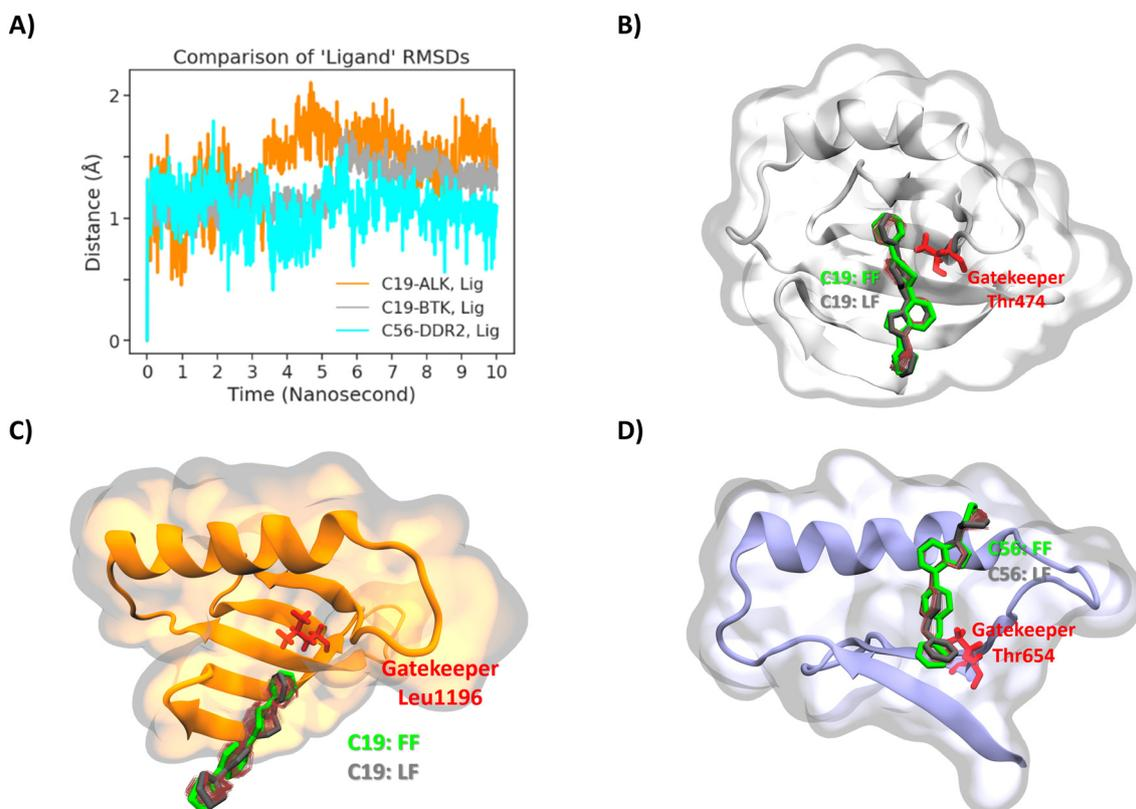 A)
Comparison of 'Ligand' RMSDs
Distance (Å)
2
1
0
C19-ALK, Lig
C19-BTK, Lig
C56-DDR2, Lig
0 1 2 3 4 5 6 7 8 9 10
Time (Nanosecond)
B)
C19: FF
C19: LF
Gatekeeper
Thr474
C)
Gatekeeper
Leu1196
C19: FF
C19: LF
D)
C56: FF
C56: LF
Gatekeeper
Thr654